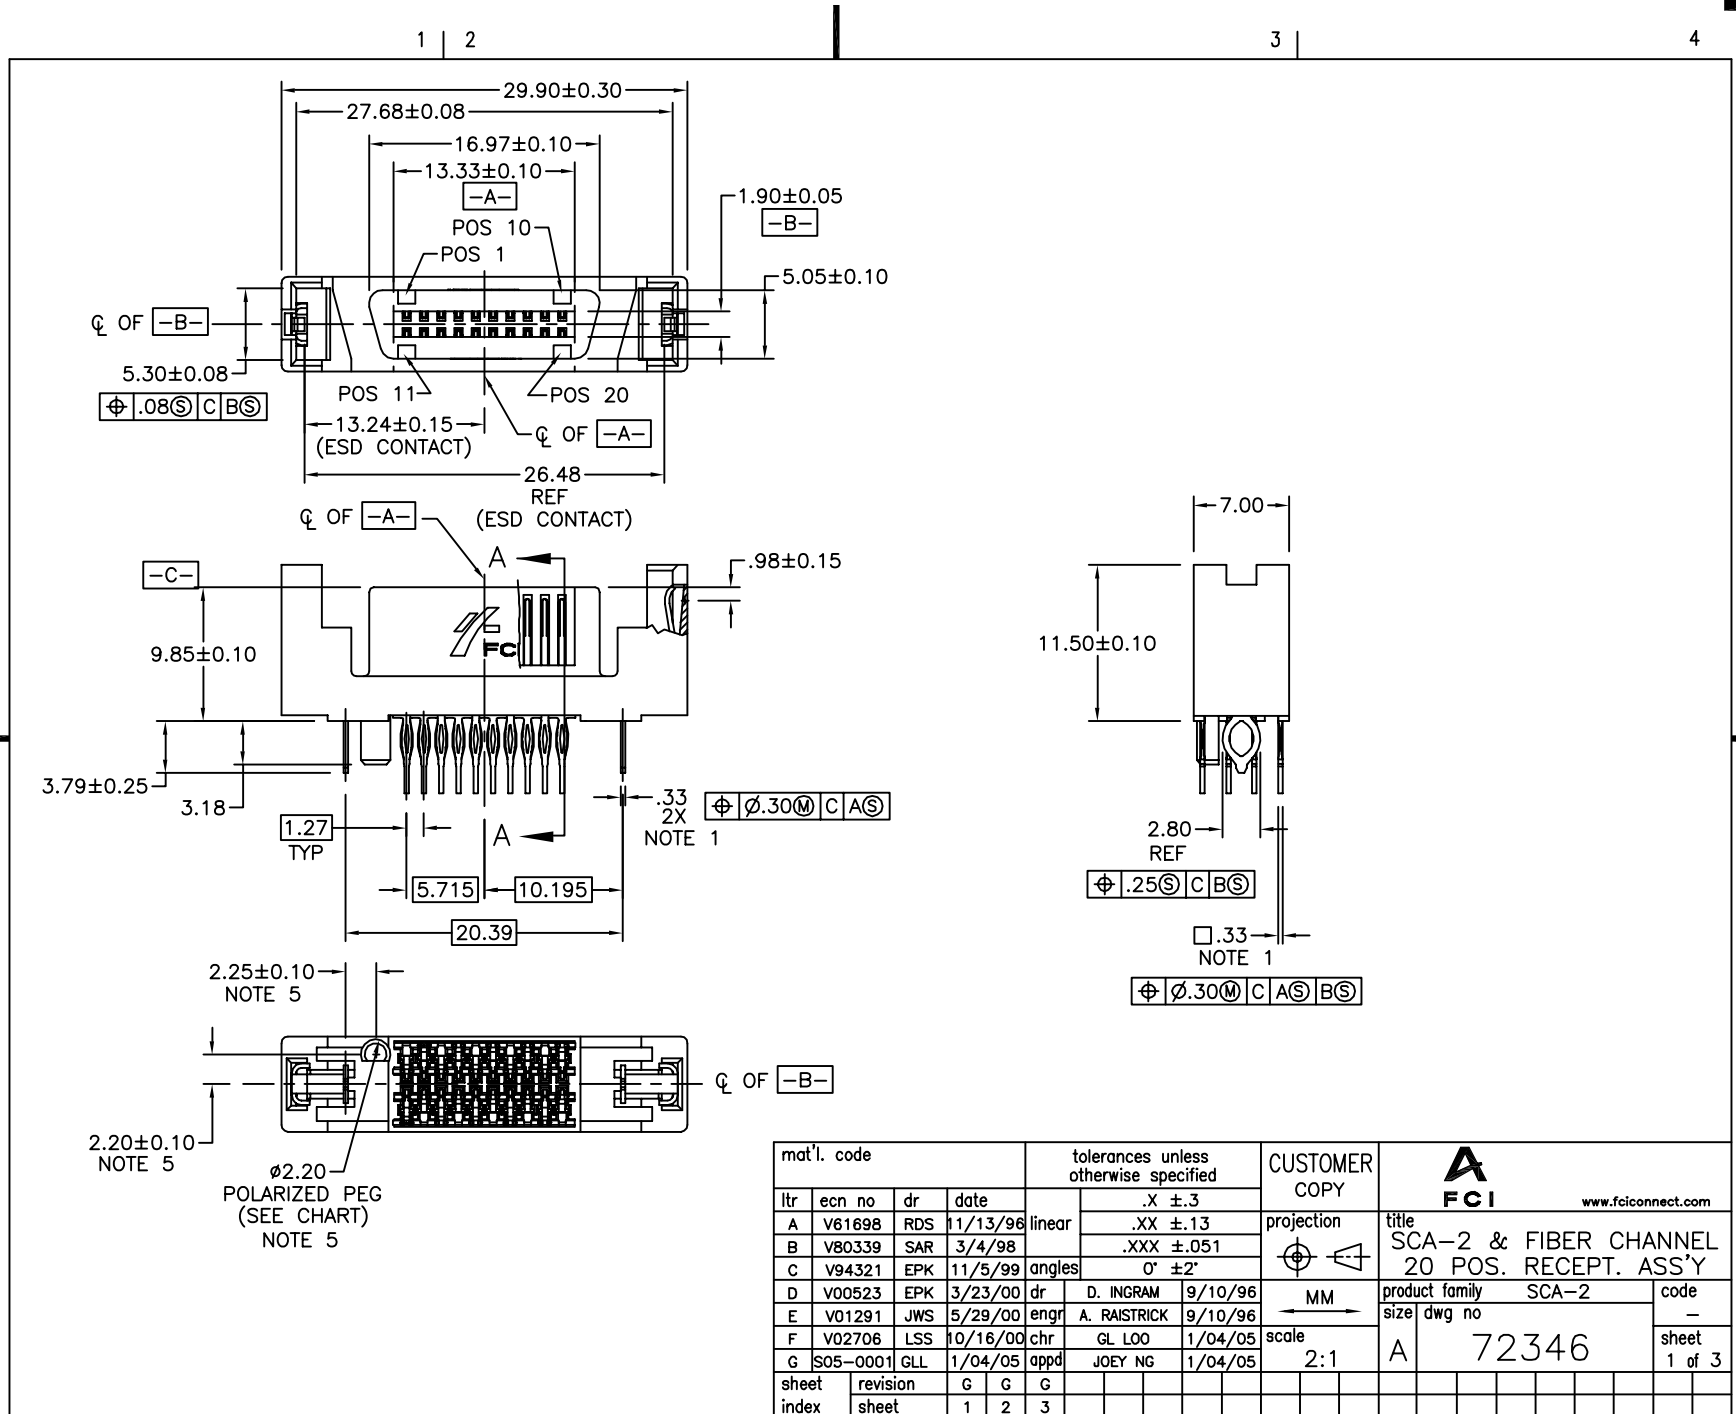 1 2 3 4
29.90±0.30
27.68±0.08
16.97±0.10
13.33±0.10
-A-
1.90±0.05
-B-
POS 10
POS 1
5.05±0.10
℄ OF -B-
5.30±0.08
⌖ .08Ⓢ C BⓈ
POS 11
POS 20
13.24±0.15
(ESD CONTACT)
℄ OF -A-
26.48
REF
(ESD CONTACT)
℄ OF -A-
A
.98±0.15
-C-
FCI
9.85±0.10
3.79±0.25
3.18
1.27
TYP
A
.33
2X
NOTE 1
⌖ Ø.30Ⓜ C AⓈ
5.715
10.195
20.39
7.00
11.50±0.10
2.80
REF
⌖ .25Ⓢ C BⓈ
□.33
NOTE 1
⌖ Ø.30Ⓜ C AⓈ BⓈ
2.25±0.10
NOTE 5
℄ OF -B-
2.20±0.10
NOTE 5
ø2.20
POLARIZED PEG
(SEE CHART)
NOTE 5
mat'l. code
tolerances unless
otherwise specified
CUSTOMER
COPY
FCI
www.fciconnect.com
ltr ecn no dr date
linear
.X ±.3
.XX ±.13
.XXX ±.051
angles 0° ±2°
A V61698 RDS 11/13/96
B V80339 SAR 3/4/98
C V94321 EPK 11/5/99
D V00523 EPK 3/23/00
E V01291 JWS 5/29/00
F V02706 LSS 10/16/00
G S05-0001 GLL 1/04/05
dr D. INGRAM 9/10/96
engr A. RAISTRICK 9/10/96
chr GL LOO 1/04/05
appd JOEY NG 1/04/05
projection
MM
scale
2:1
title
SCA-2 & FIBER CHANNEL
20 POS. RECEPT. ASS'Y
product family SCA-2
code
-
size
A
dwg no
72346
sheet
1 of 3
sheet index
revision G G G
sheet 1 2 3